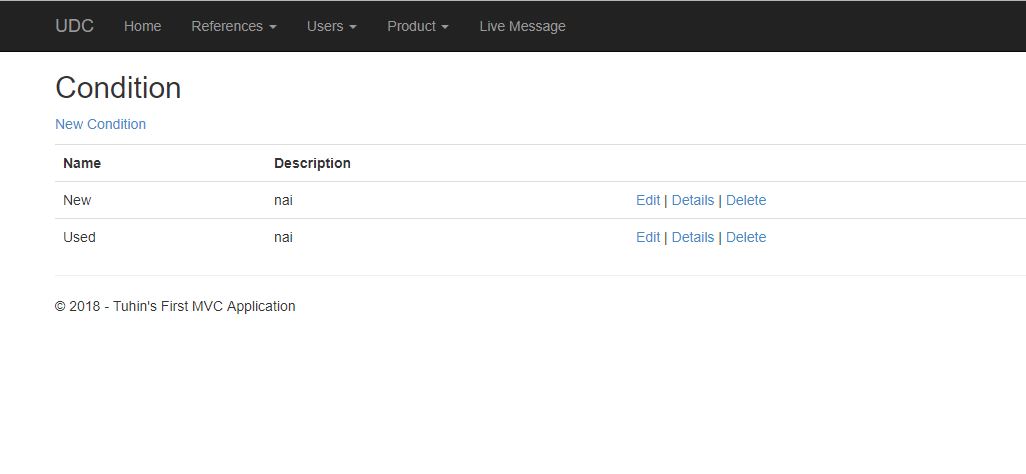 UDC Home References Users Product Live Message
Condition
New Condition
Name Description
New nai Edit | Details | Delete
Used nai Edit | Details | Delete
© 2018 - Tuhin's First MVC Application